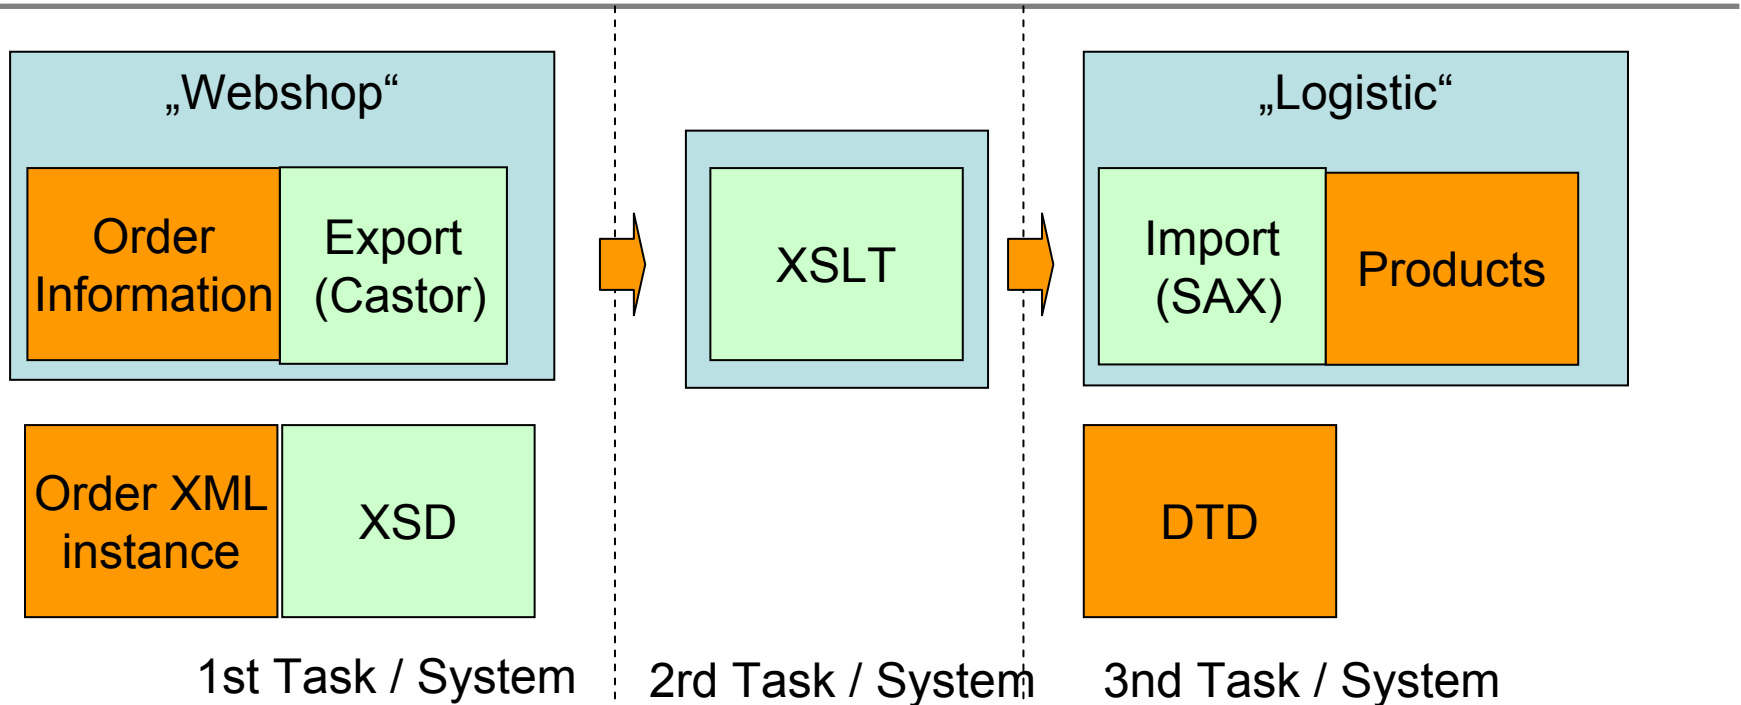 „Webshop“
Order
Information
Export
(Castor)
Order XML
instance
XSD
1st Task / System
XSLT
2rd Task / System
„Logistic“
Import
(SAX)
Products
DTD
3nd Task / System